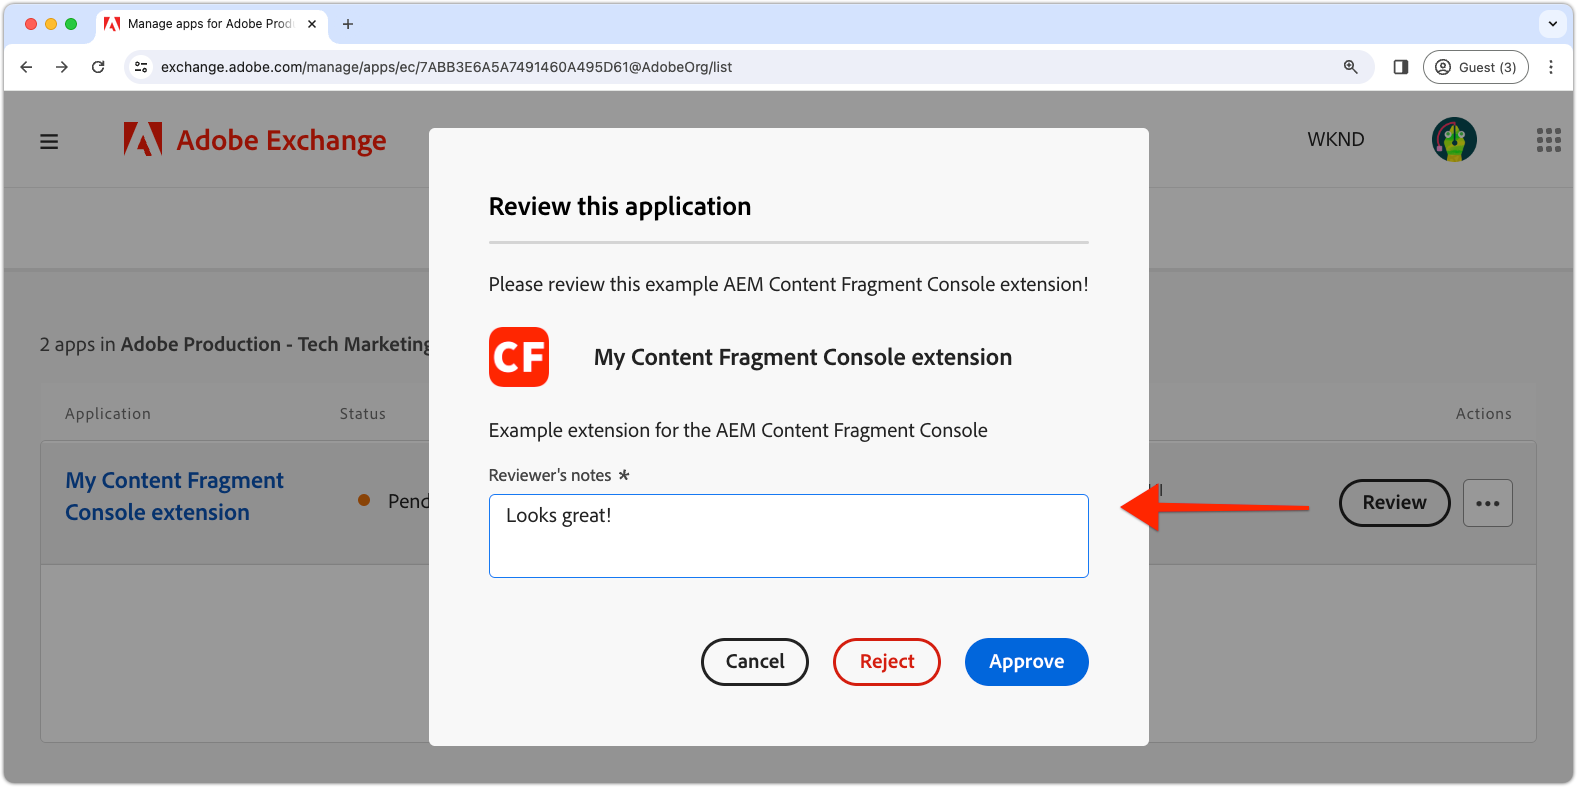 Manage apps for Adobe Prod
exchange.adobe.com/manage/apps/ec/7ABB3E6A5A7491460A495D61@AdobeOrg/list
Guest (3)
Adobe Exchange
WKND
Review this application
Please review this example AEM Content Fragment Console extension!
2 apps in Adobe Production - Tech Marketing
CF
My Content Fragment Console extension
Application
Status
Actions
Example extension for the AEM Content Fragment Console
My Content Fragment
Console extension
Pend
Reviewer's notes *
Looks great!
Review
Cancel
Reject
Approve